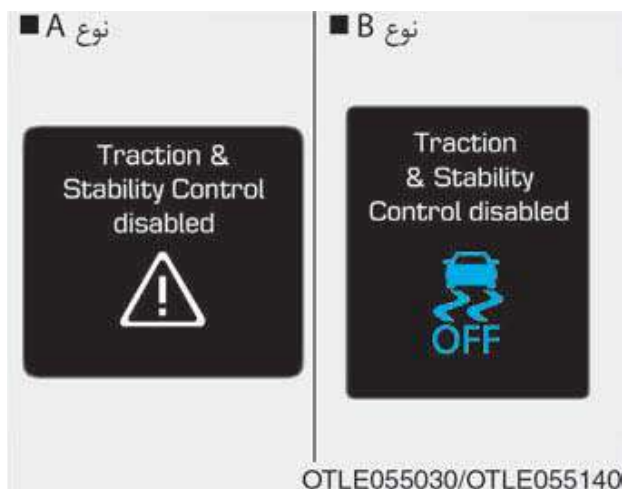 ■ A نوع
Traction &
Stability Control
disabled
■ B نوع
Traction
& Stability
Control disabled
OFF
OTLE055030/OTLE055140